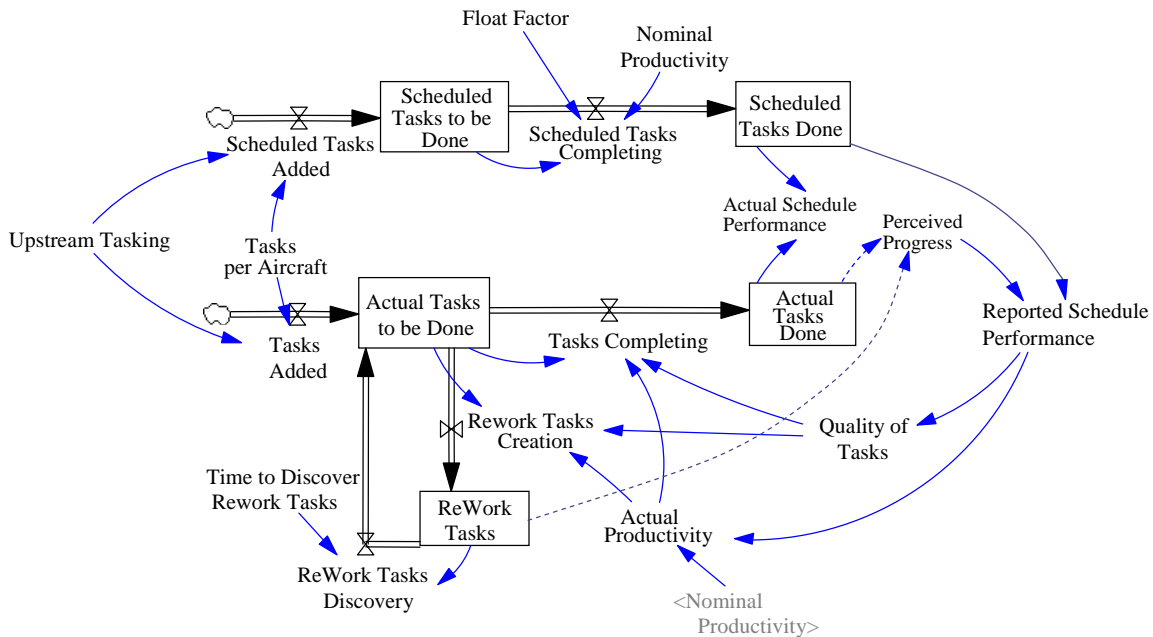 Float Factor
Nominal
Productivity
Scheduled
Tasks to be
Done
Scheduled
Tasks Done
Scheduled Tasks
Added
Scheduled Tasks
Completing
Actual Schedule
Performance
Perceived
Progress
Upstream Tasking
Tasks
per Aircraft
Actual Tasks
to be Done
Actual
Tasks
Done
Reported Schedule
Performance
Tasks
Added
Tasks Completing
Rework Tasks
Creation
Quality of
Tasks
Time to Discover
Rework Tasks
ReWork
Tasks
Actual
Productivity
ReWork Tasks
Discovery
<Nominal
Productivity>